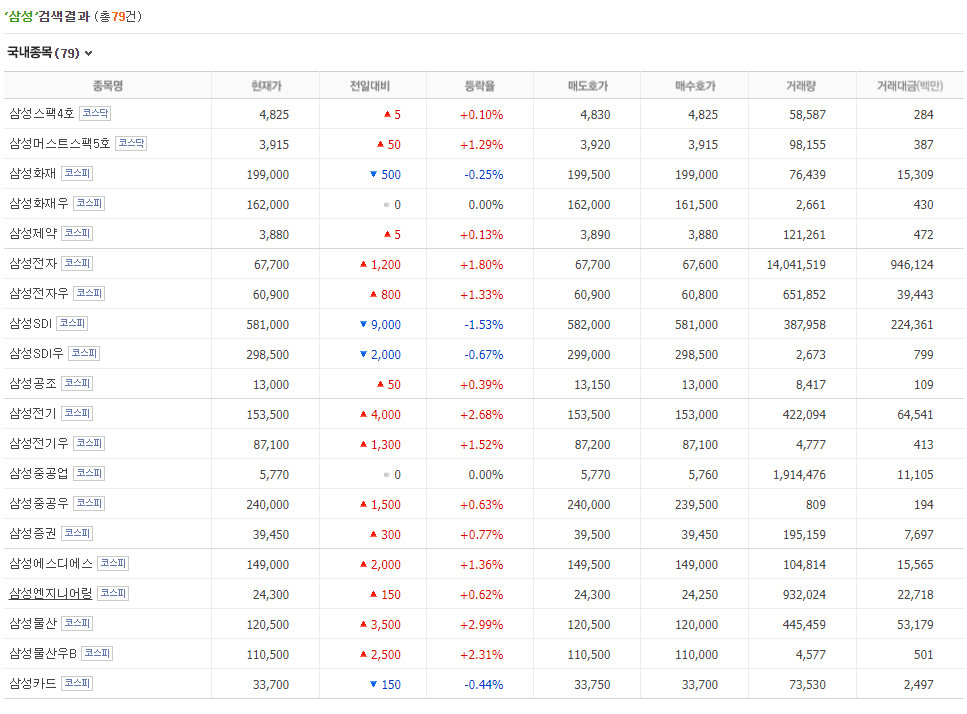 '삼성'검색결과 (총79건)
국내종목 (79)
종목명 현재가 전일대비 등락율 매도호가 매수호가 거래량 거래대금(백만)
삼성스팩4호 코스닥 4,825 ▲ 5 +0.10% 4,830 4,825 58,587 284
삼성머스트스팩5호 코스닥 3,915 ▲ 50 +1.29% 3,920 3,915 98,155 387
삼성화재 코스피 199,000 ▼ 500 -0.25% 199,500 199,000 76,439 15,309
삼성화재우 코스피 162,000 = 0 0.00% 162,000 161,500 2,661 430
삼성제약 코스피 3,880 ▲ 5 +0.13% 3,890 3,880 121,261 472
삼성전자 코스피 67,700 ▲ 1,200 +1.80% 67,700 67,600 14,041,519 946,124
삼성전자우 코스피 60,900 ▲ 800 +1.33% 60,900 60,800 651,852 39,443
삼성SDI 코스피 581,000 ▼ 9,000 -1.53% 582,000 581,000 387,958 224,361
삼성SDI우 코스피 298,500 ▼ 2,000 -0.67% 299,000 298,500 2,673 799
삼성공조 코스피 13,000 ▲ 50 +0.39% 13,150 13,000 8,417 109
삼성전기 코스피 153,500 ▲ 4,000 +2.68% 153,500 153,000 422,094 64,541
삼성전기우 코스피 87,100 ▲ 1,300 +1.52% 87,200 87,100 4,777 413
삼성중공업 코스피 5,770 = 0 0.00% 5,770 5,760 1,914,476 11,105
삼성중공우 코스피 240,000 ▲ 1,500 +0.63% 240,000 239,500 809 194
삼성증권 코스피 39,450 ▲ 300 +0.77% 39,500 39,450 195,159 7,697
삼성에스디에스 코스피 149,000 ▲ 2,000 +1.36% 149,500 149,000 104,814 15,565
삼성엔지니어링 코스피 24,300 ▲ 150 +0.62% 24,300 24,250 932,024 22,718
삼성물산 코스피 120,500 ▲ 3,500 +2.99% 120,500 120,000 445,459 53,179
삼성물산우B 코스피 110,500 ▲ 2,500 +2.31% 110,500 110,000 4,577 501
삼성카드 코스피 33,700 ▼ 150 -0.44% 33,750 33,700 73,530 2,497